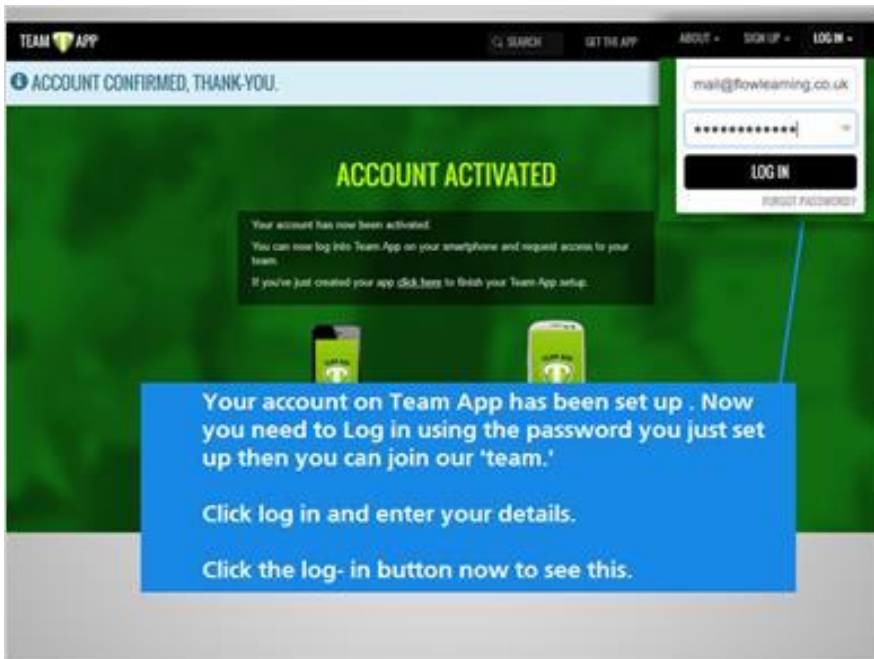 TEAM APP
SEARCH
GET THE APP
ABOUT
SIGN UP
LOG IN
ACCOUNT CONFIRMED, THANK-YOU.
mail@flowlearning.co.uk
••••••••••••
LOG IN
FORGOT PASSWORD?
ACCOUNT ACTIVATED
Your account has now been activated.
You can now log into Team App on your smartphone and request access to your
team.
If you've just created your app click here to finish your Team App setup.
TEAM APP
TEAM APP
Your account on Team App has been set up . Now
you need to Log in using the password you just set
up then you can join our 'team.'
Click log in and enter your details.
Click the log- in button now to see this.